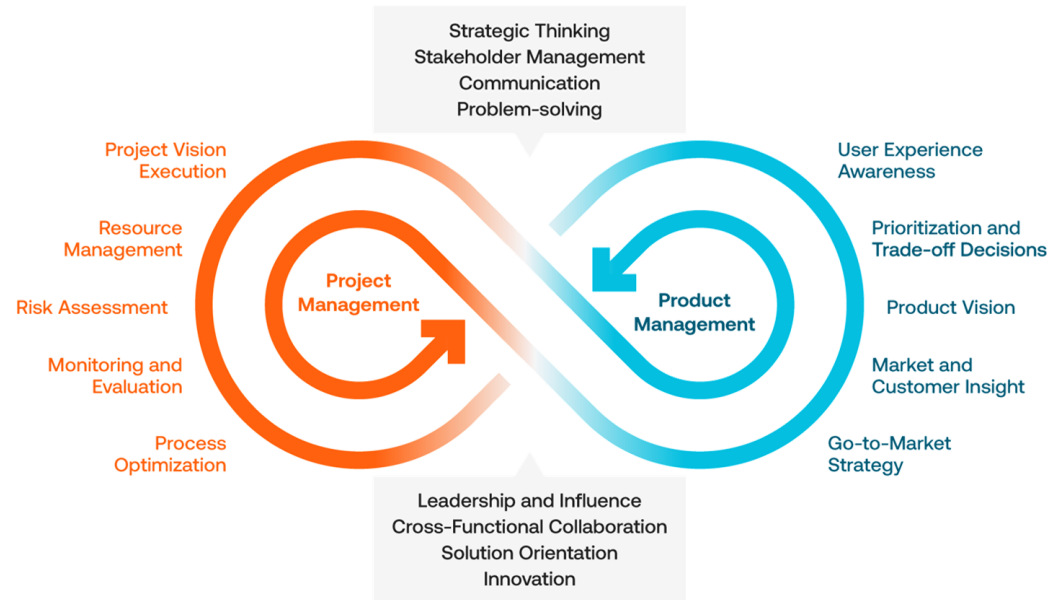 Strategic Thinking
Stakeholder Management
Communication
Problem-solving
Project Vision
Execution
Resource
Management
Risk Assessment
Monitoring and
Evaluation
Process
Optimization
Project
Management
Product
Management
User Experience
Awareness
Prioritization and
Trade-off Decisions
Product Vision
Market and
Customer Insight
Go-to-Market
Strategy
Leadership and Influence
Cross-Functional Collaboration
Solution Orientation
Innovation